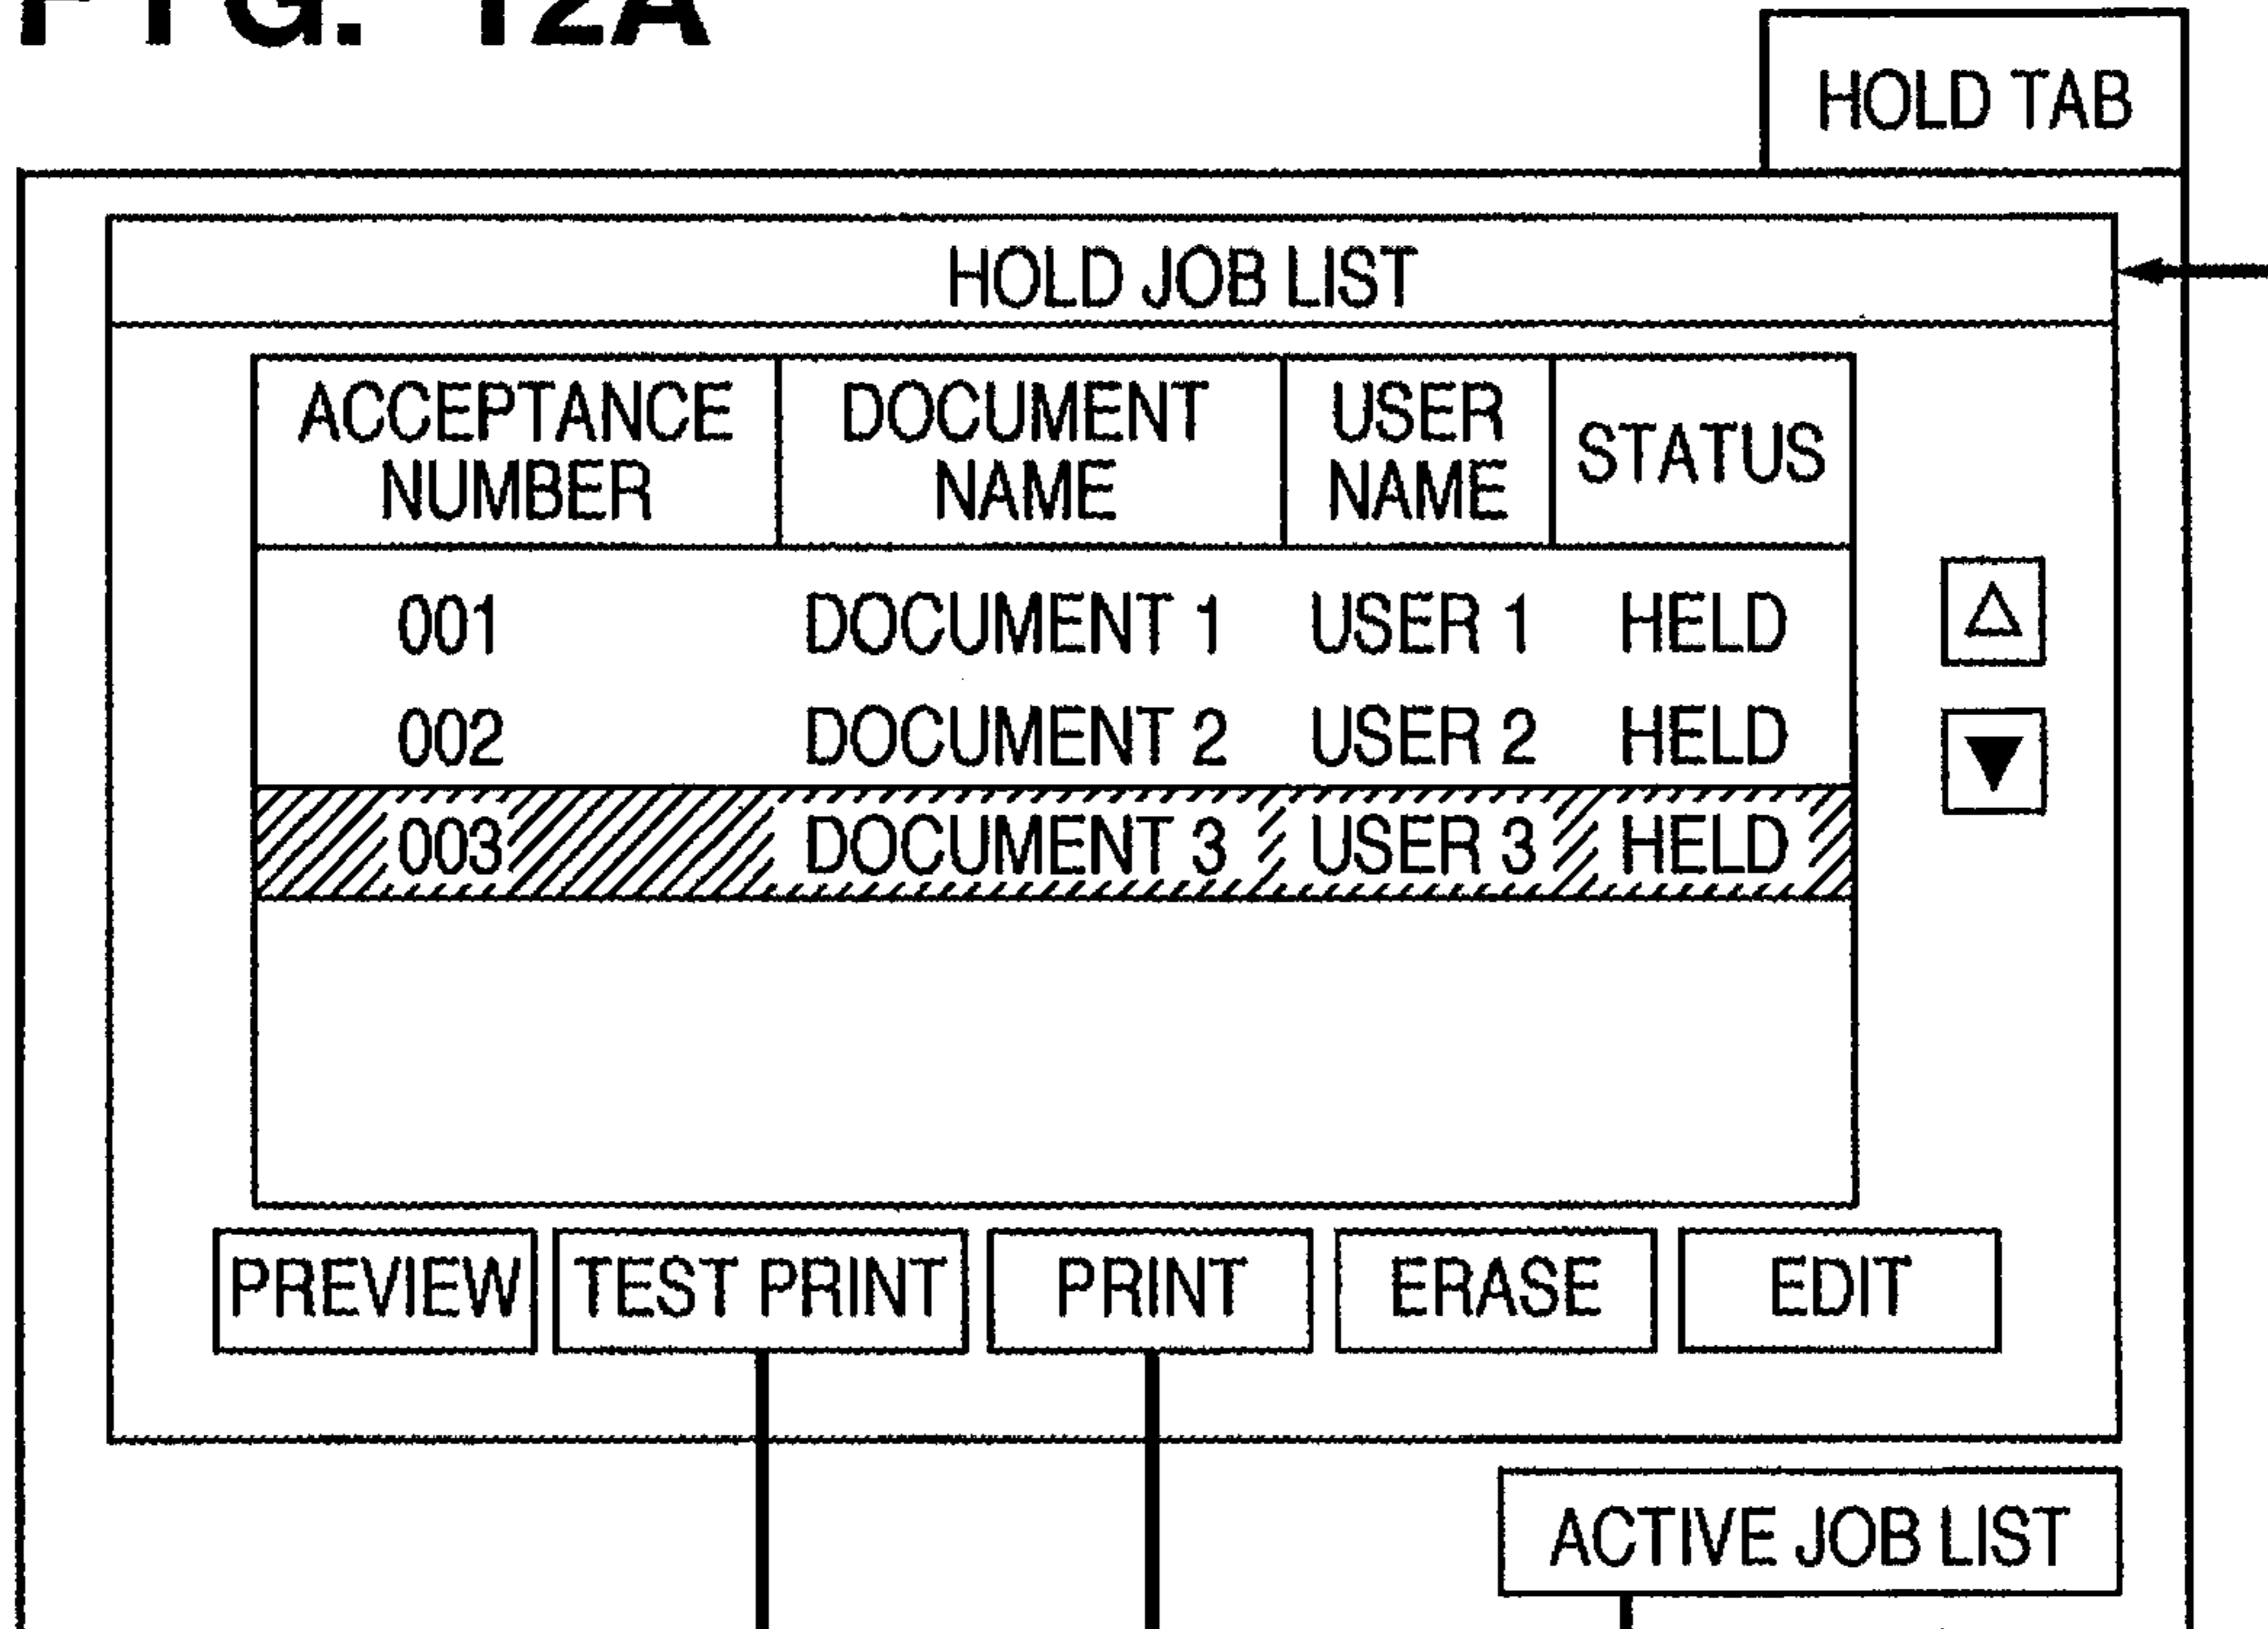 FIG. 12A
HOLD TAB
HOLD JOB LIST
ACCEPTANCE NUMBER DOCUMENT NAME USER NAME STATUS
001 DOCUMENT 1 USER 1 HELD
002 DOCUMENT 2 USER 2 HELD
003 DOCUMENT 3 USER 3 HELD
PREVIEW TEST PRINT PRINT ERASE EDIT
ACTIVE JOB LIST